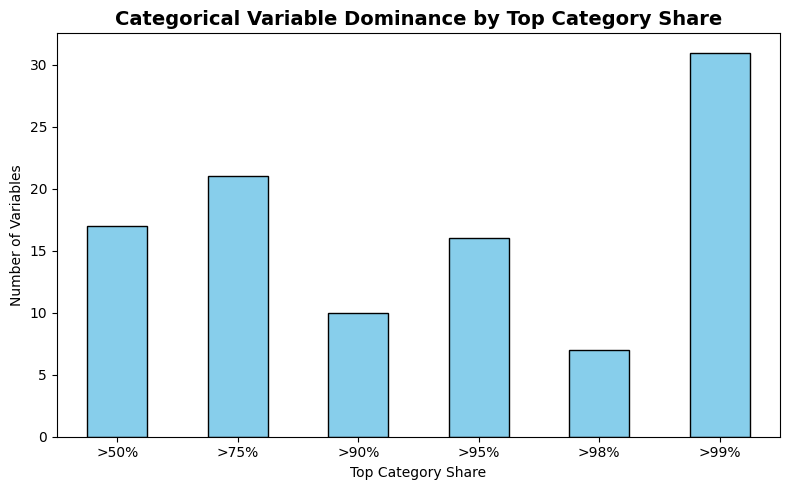 Categorical Variable Dominance by Top Category Share
Number of Variables
30
25
20
15
10
5
0
>50% >75% >90% >95% >98% >99%
Top Category Share